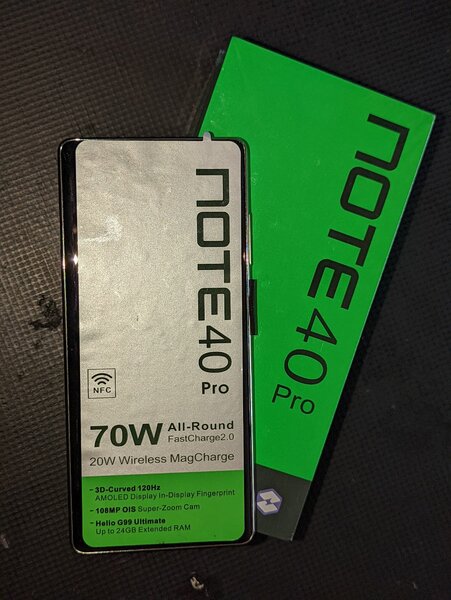 NOTE40
Pro
NFC
70W All-Round
FastCharge2.0
20W Wireless MagCharge
- 3D-Curved 120Hz
AMOLED Display In-Display Fingerprint
- 108MP OIS Super-Zoom Cam
- Helio G99 Ultimate
Up to 24GB Extended RAM
NOTE40
Pro